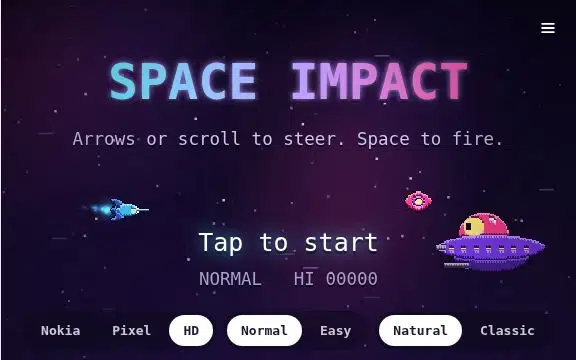 SPACE IMPACT
Arrows or scroll to steer. Space to fire.
Tap to start
NORMAL HI 00000
Nokia Pixel HD Normal Easy Natural Classic